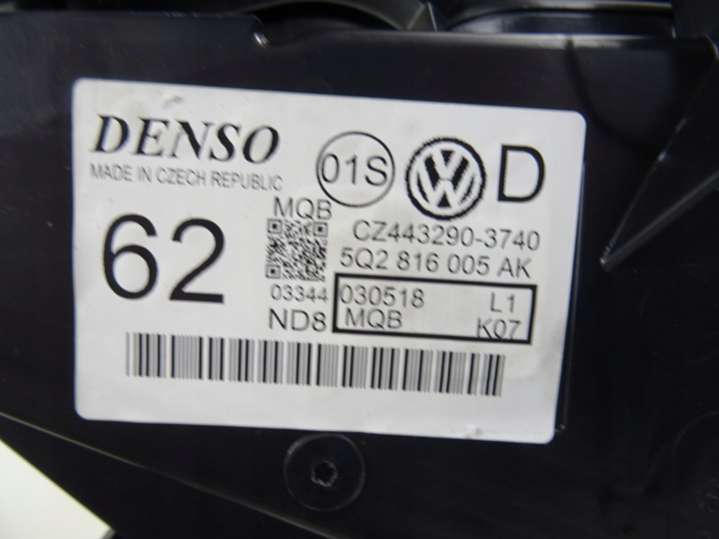 DENSO
MADE IN CZECH REPUBLIC
01S
VW
D
62
MQB
CZ443290-3740
5Q2 816 005 AK
03344
ND8
030518 L1
MQB K07